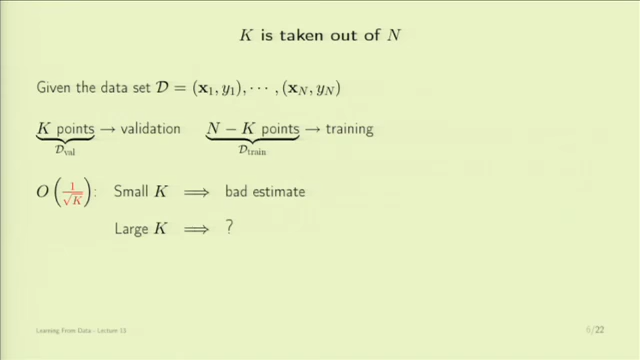 K is taken out of N
Given the data set 𝒟 = (𝐱₁, y₁), ⋯ , (𝐱_N, y_N)
K points → validation N − K points → training
𝒟_val 𝒟_train
O(1/√K): Small K ⟹ bad estimate
Large K ⟹ ?
Learning From Data - Lecture 13 6/22